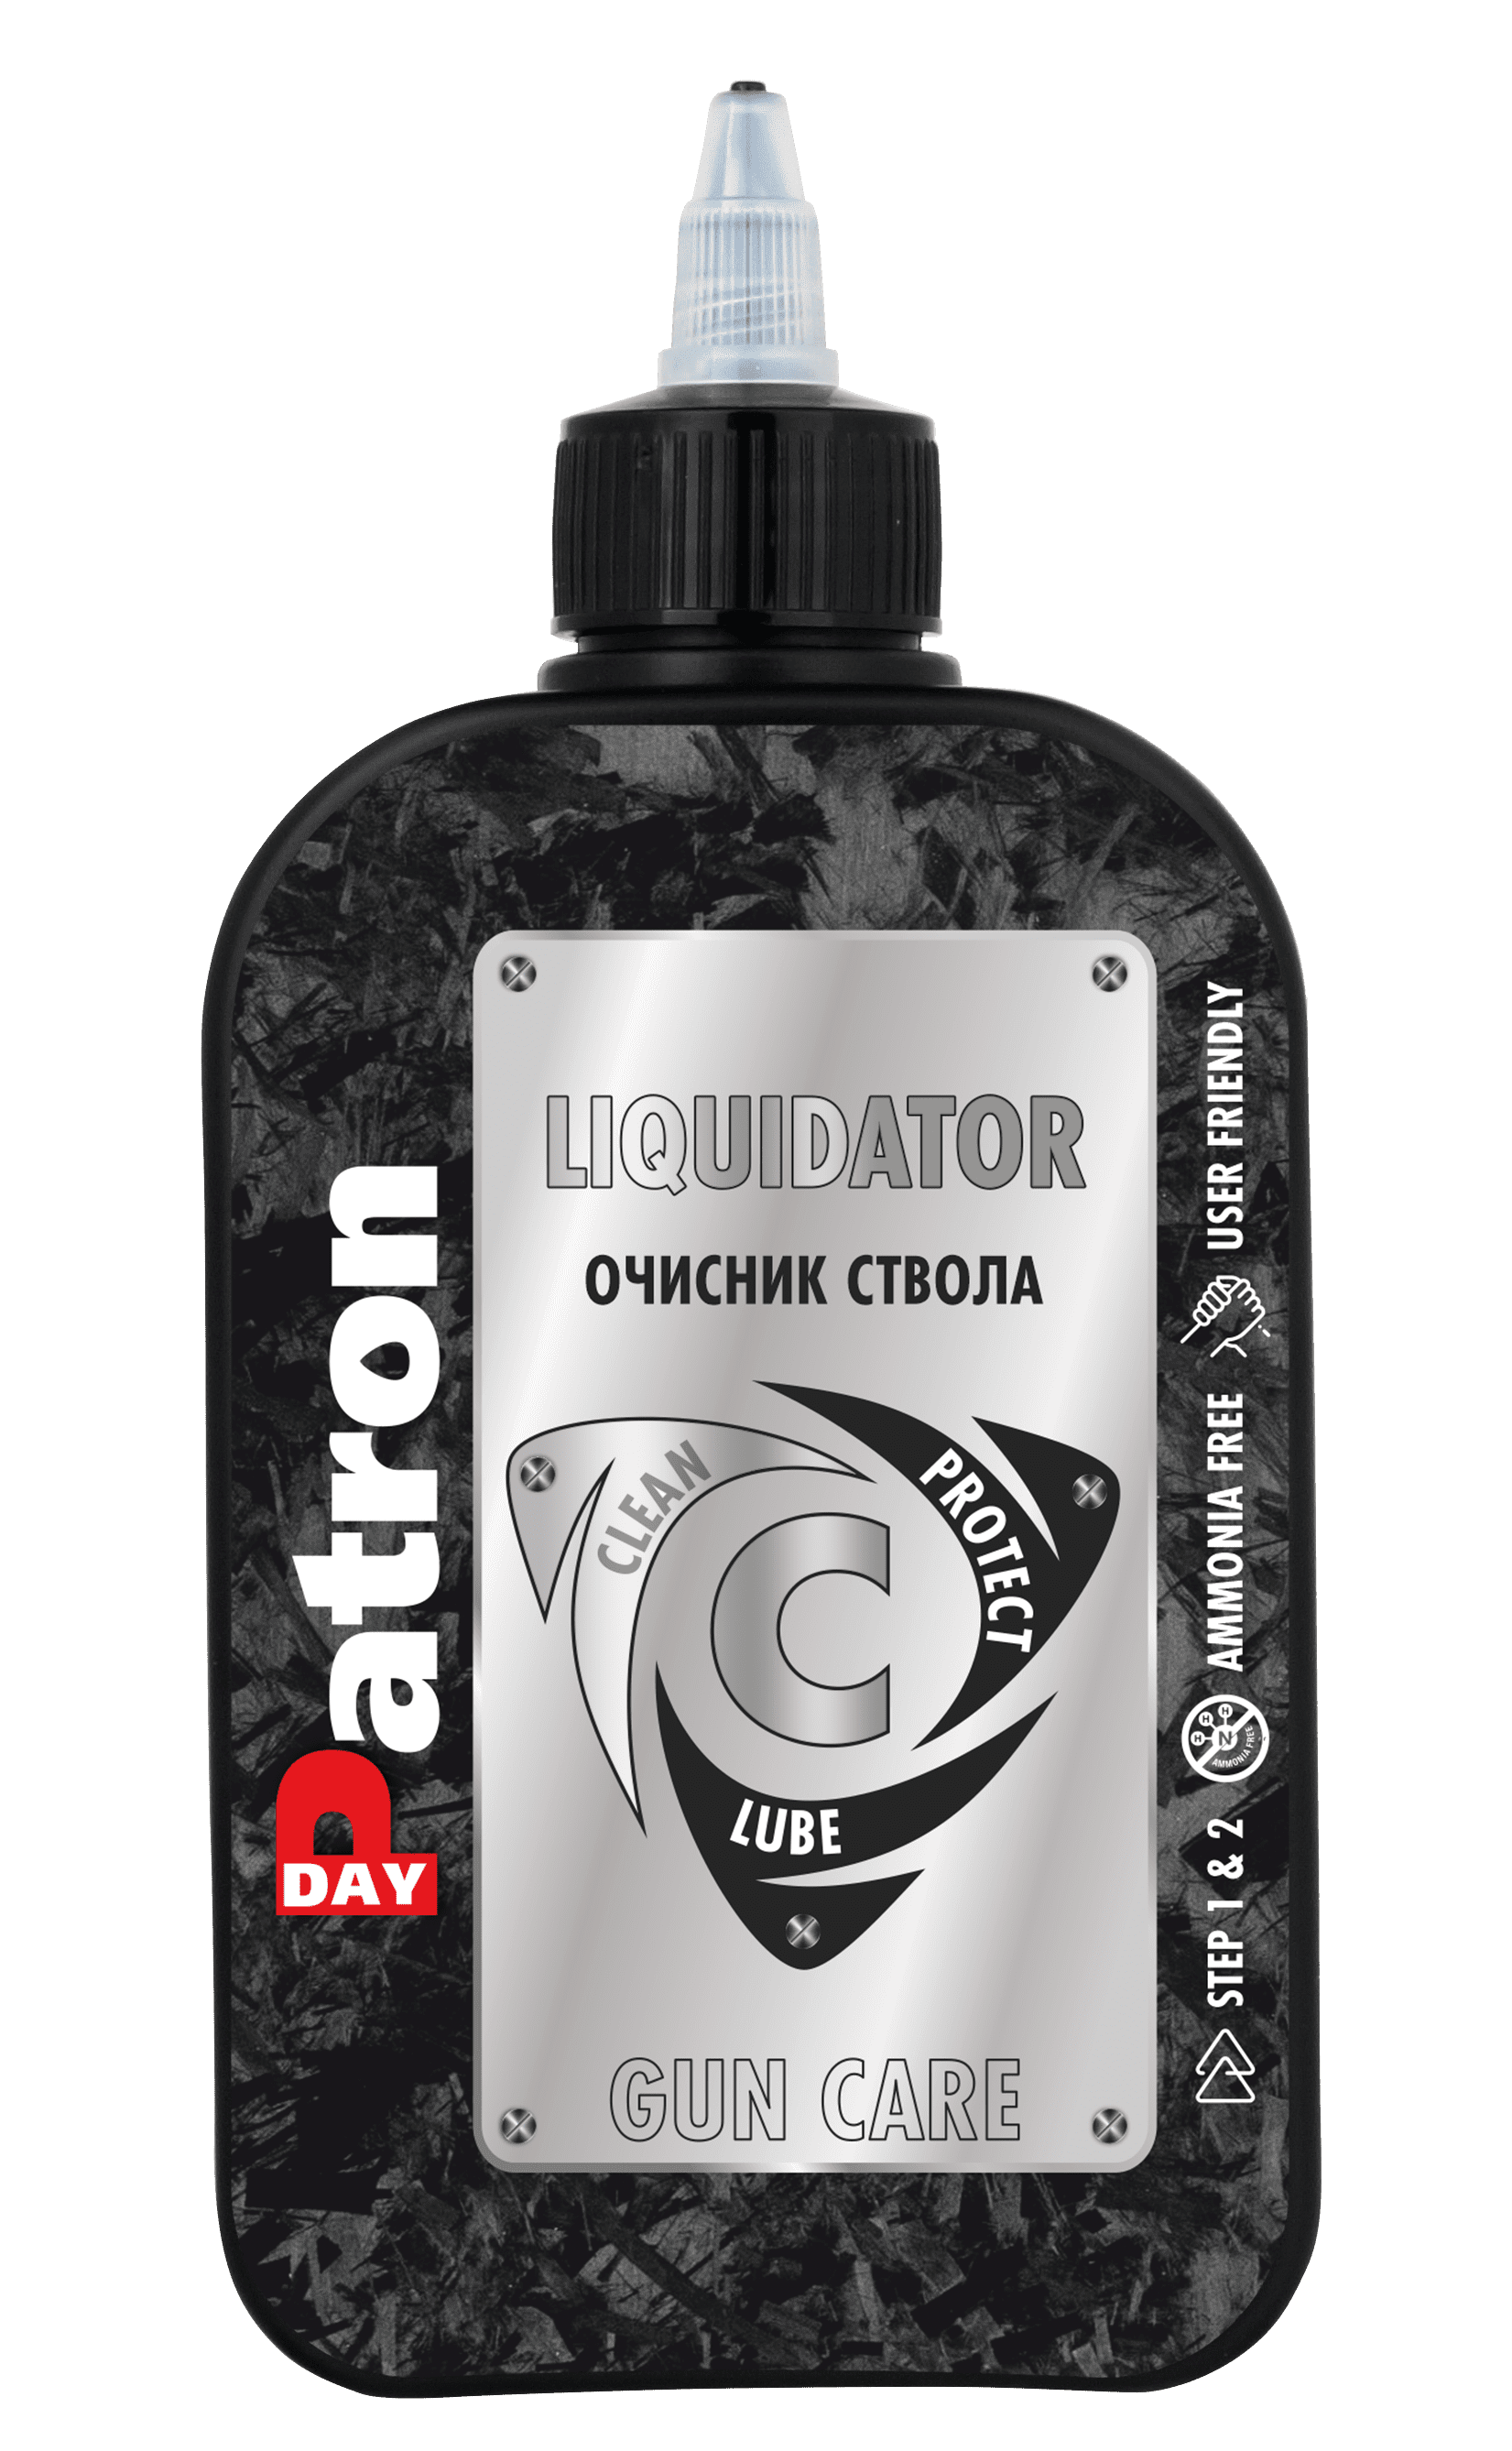 LIQUIDATOR
ОЧИСНИК СТВОЛА
CLEAN
PROTECT
C
LUBE
GUN CARE
Patron
DAY
STEP 1 & 2
AMMONIA FREE
USER FRIENDLY
H
H
H
N
AMMONIA FREE